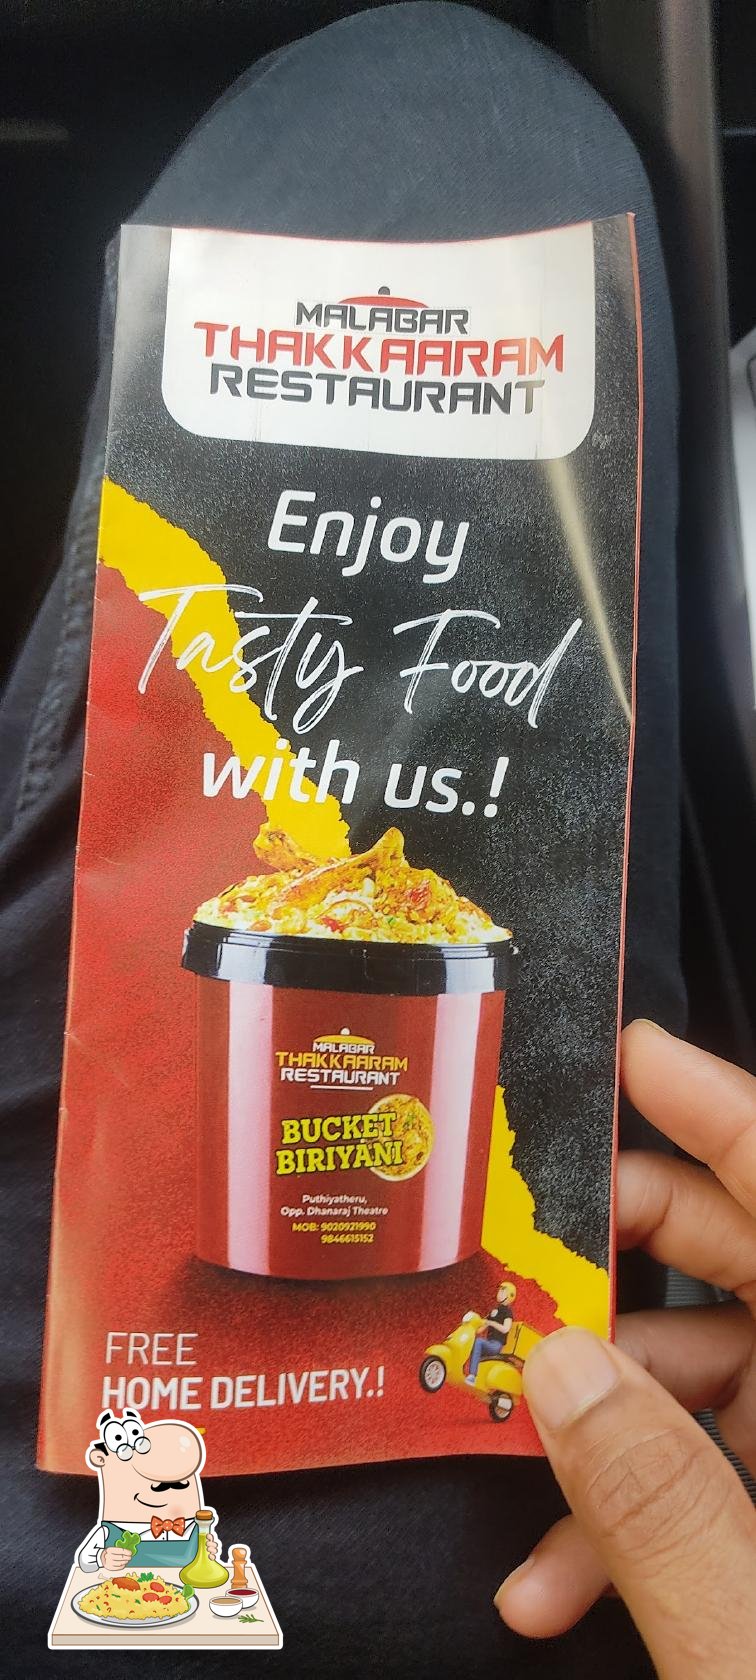 MALABAR
THAKKAARAM
RESTAURANT
Enjoy
Tasty Food
with us.!
MALABAR
THAKKAARAM
RESTAURANT
BUCKET
BIRIYANI
Puthiyatheru,
Opp. Dhanaraj Theatre
MOB: 9020921990
9846615152
FREE
HOME DELIVERY.!